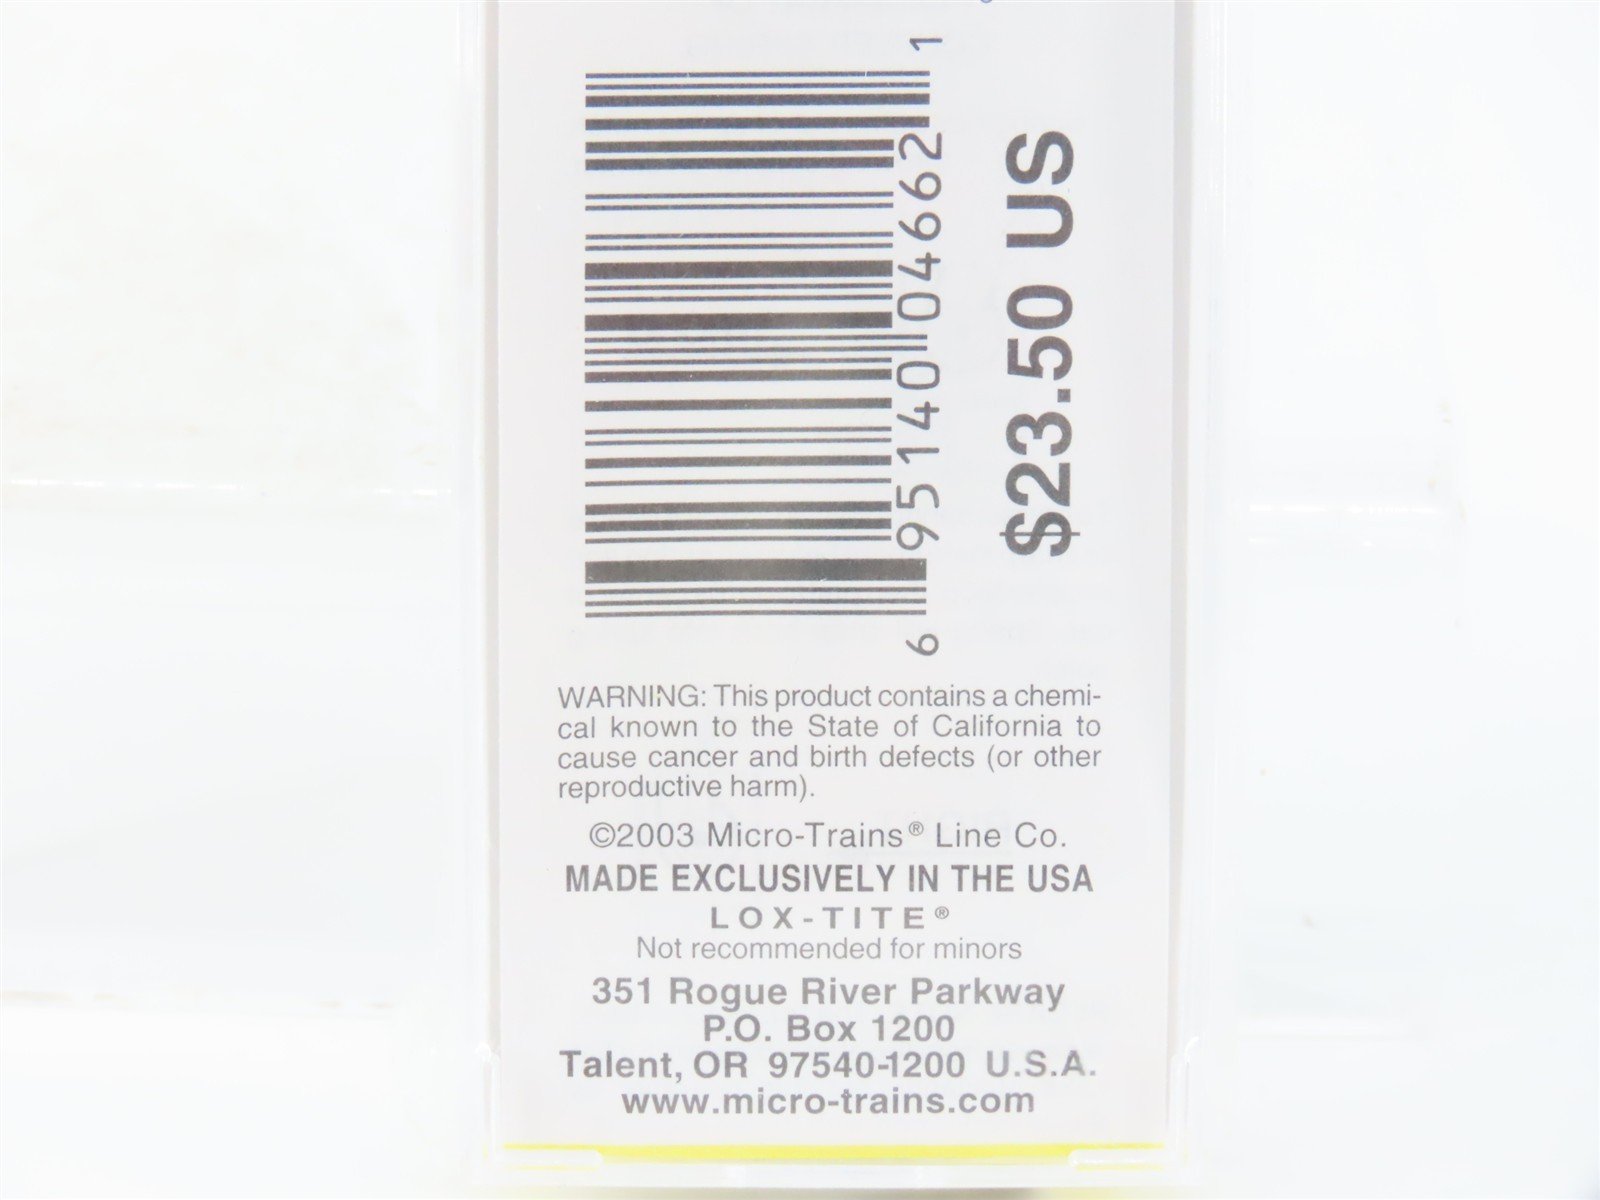 6 95140 04662 1
$23.50 US
WARNING: This product contains a chemi-
cal known to the State of California to
cause cancer and birth defects (or other
reproductive harm).
©2003 Micro-Trains® Line Co.
MADE EXCLUSIVELY IN THE USA
LOX-TITE®
Not recommended for minors
351 Rogue River Parkway
P.O. Box 1200
Talent, OR 97540-1200 U.S.A.
www.micro-trains.com